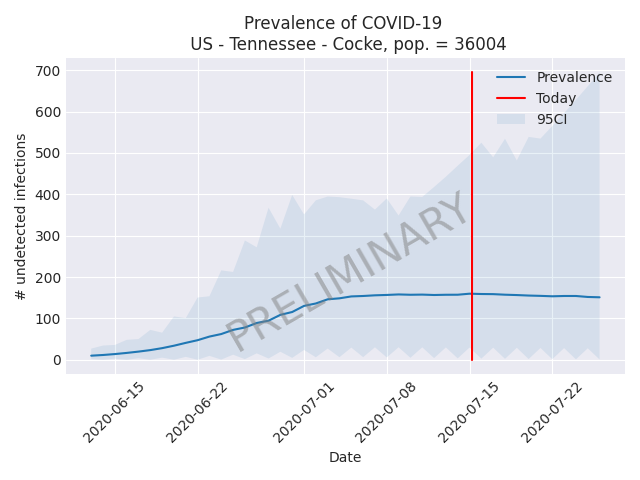 Prevalence of COVID-19
US - Tennessee - Cocke, pop. = 36004
700
600
500
400
300
200
100
0
# undetected infections
Prevalence
Today
95CI
PRELIMINARY
2020-06-15
2020-06-22
2020-07-01
2020-07-08
2020-07-15
2020-07-22
Date